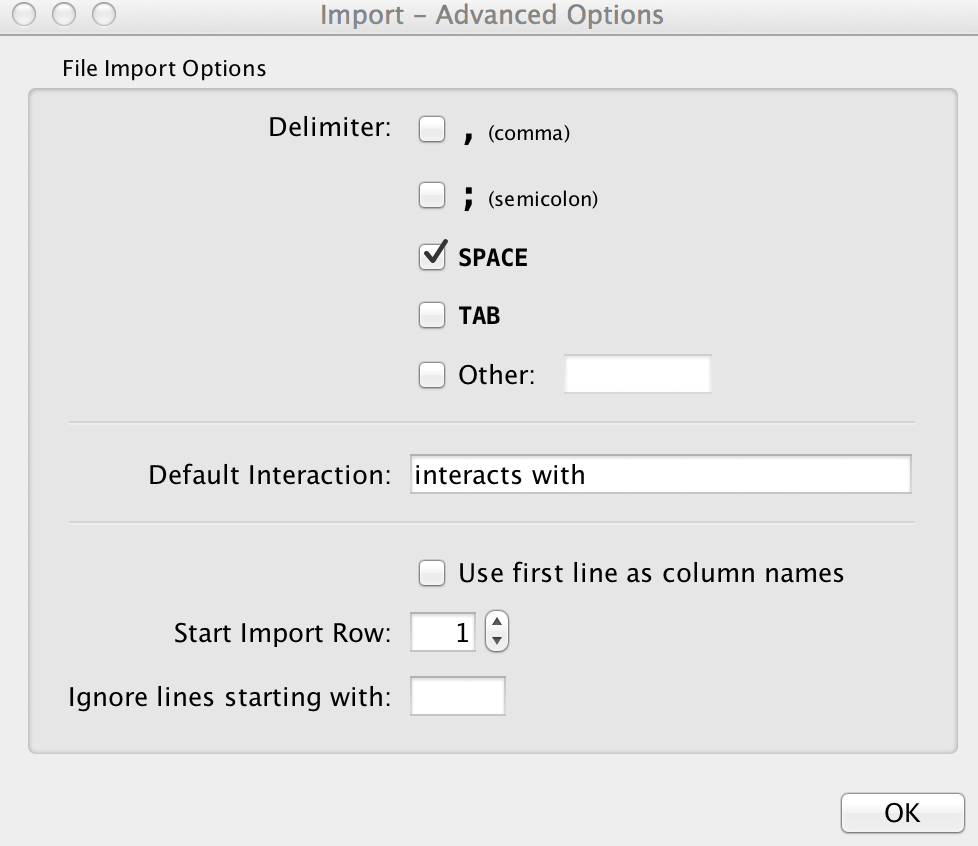 Import – Advanced Options
File Import Options
Delimiter:
, (comma)
; (semicolon)
SPACE
TAB
Other:
Default Interaction: interacts with
Use first line as column names
Start Import Row: 1
Ignore lines starting with:
OK